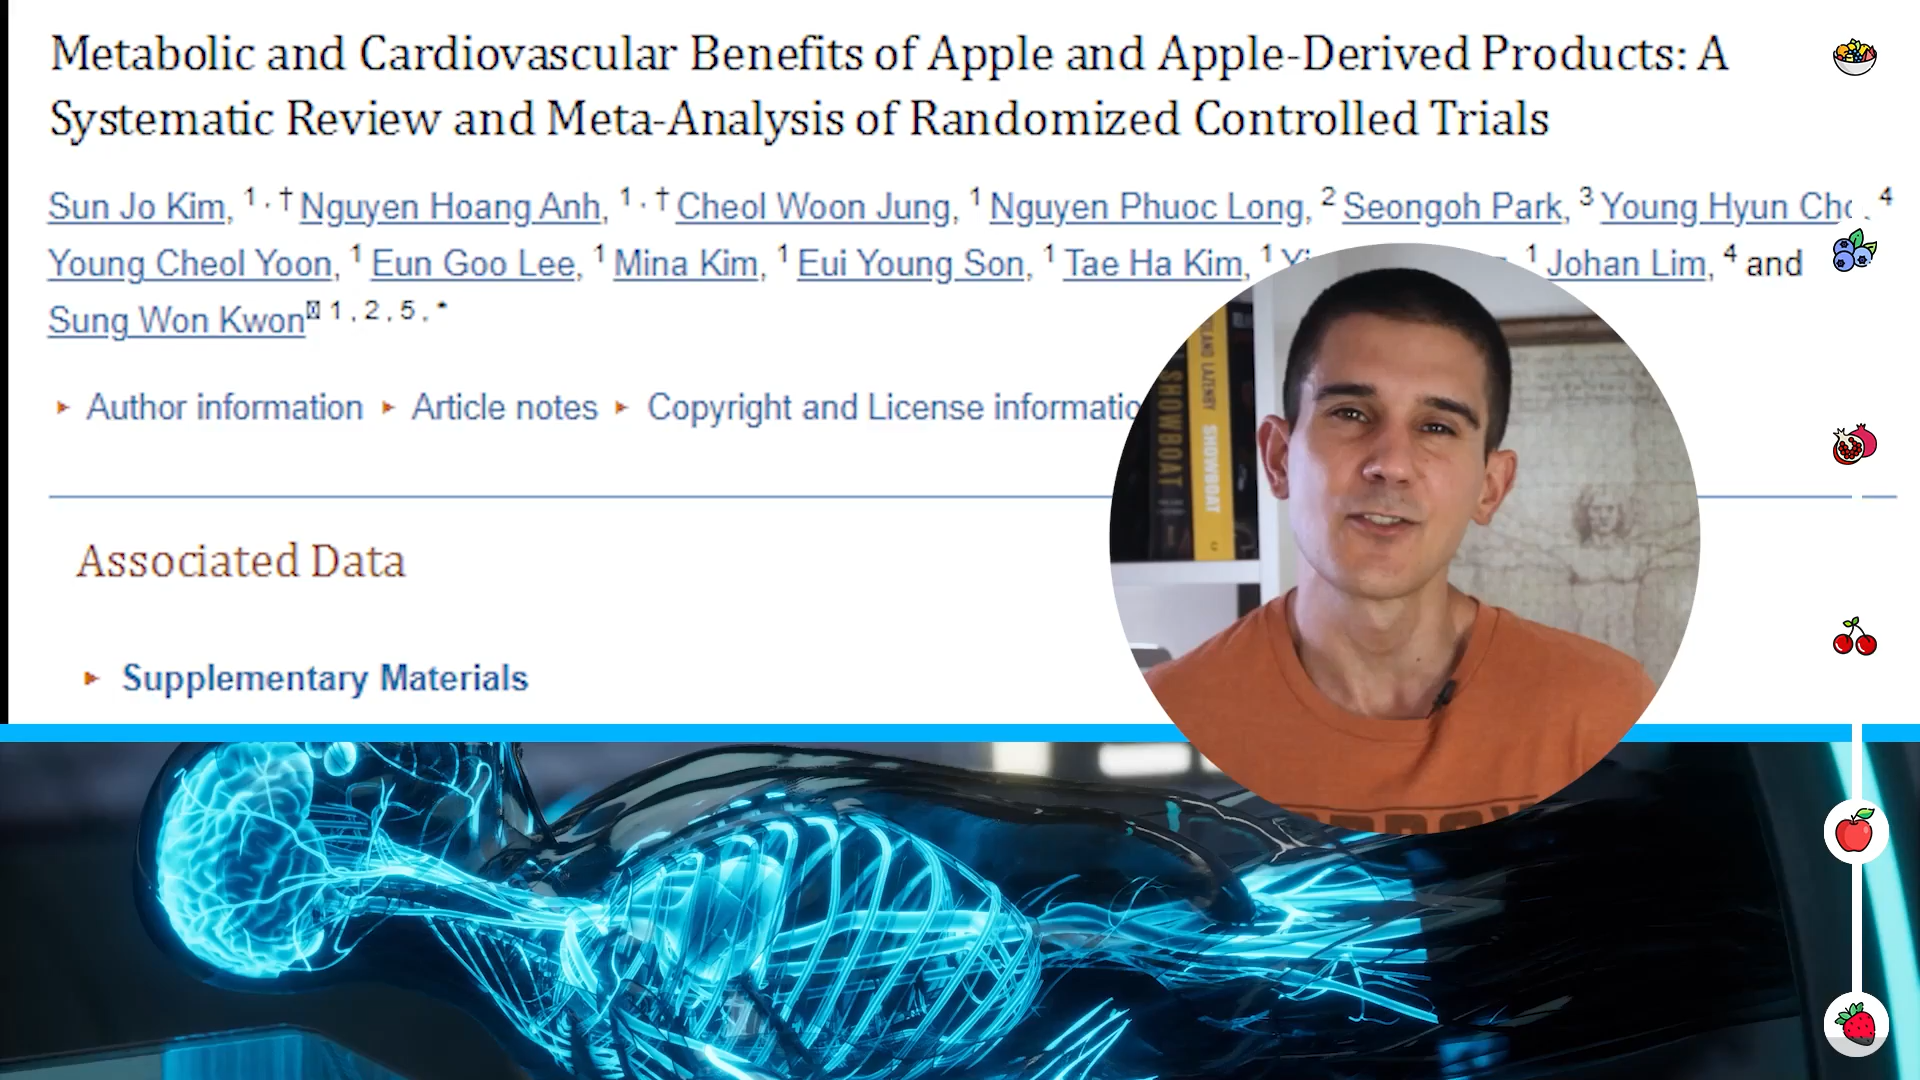 Metabolic and Cardiovascular Benefits of Apple and Apple-Derived Products: A
Systematic Review and Meta-Analysis of Randomized Controlled Trials
Sun Jo Kim, 1, † Nguyen Hoang Anh, 1, † Cheol Woon Jung, 1 Nguyen Phuoc Long, 2 Seongoh Park, 3 Young Hyun 4
Young Cheol Yoon, 1 Eun Goo Lee, 1 Mina Kim, 1 Eui Young Son, 1 Tae Ha Kim, 1 1 Johan Lim, 4 and
Sung Won Kwon 1, 2, 5, *
▸ Author information ▸ Article notes ▸ Copyright and License
Associated Data
▸ Supplementary Materials
SHOWBOAT
AND LAZENBY SHOWBOAT